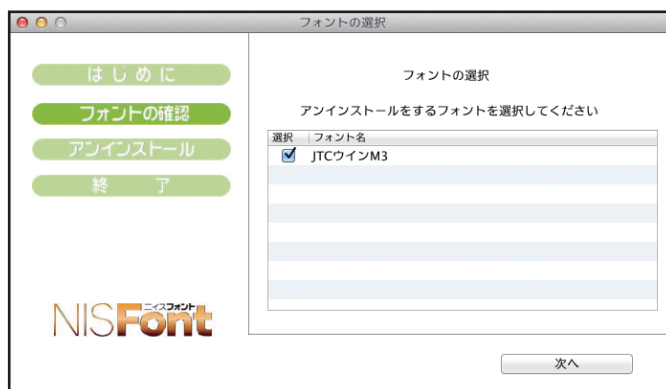 フォントの選択
はじめに
フォントの確認
アンインストール
終 了
フォントの選択
アンインストールをするフォントを選択してください
選択 フォント名
JTCウインM3
ニイスフォント
NISFont
次へ